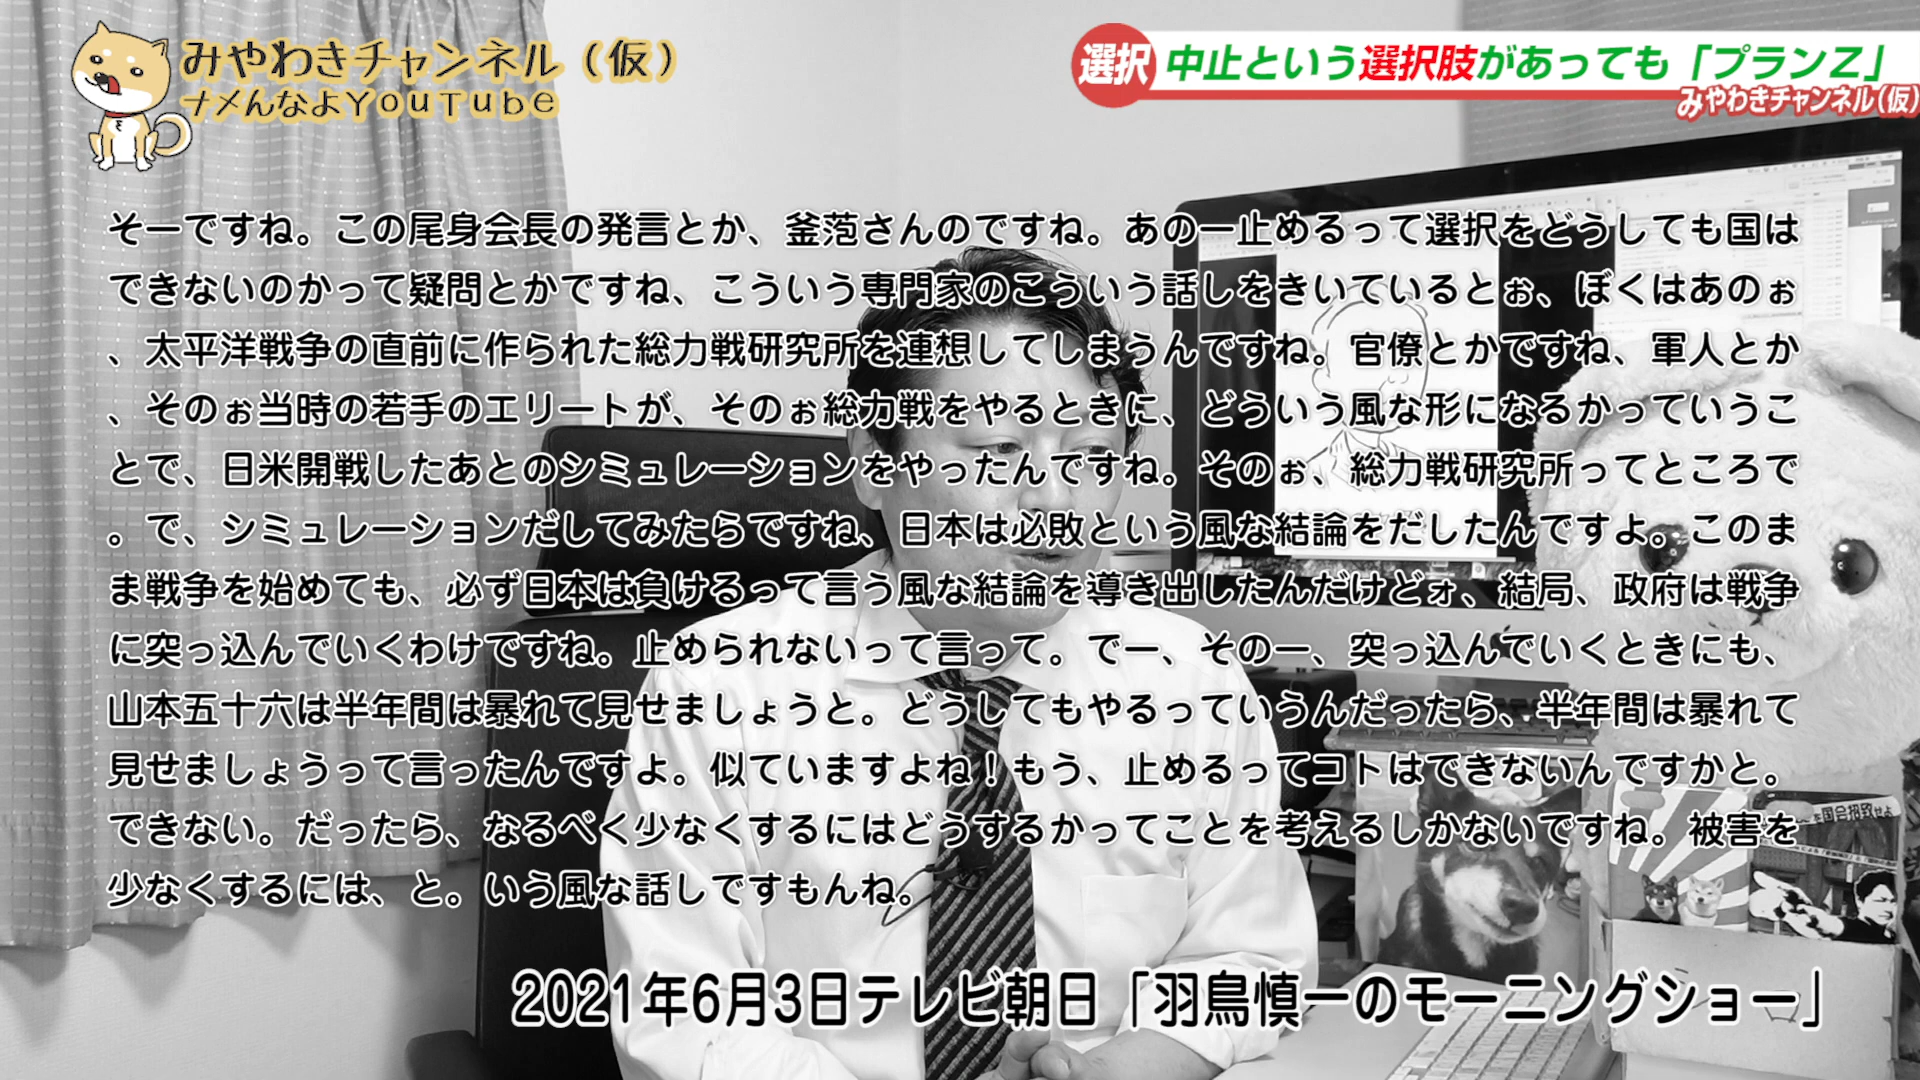 みやわきチャンネル（仮）
ナメんなよYouTube
選択 中止という選択肢があっても「プランZ」
みやわきチャンネル（仮）
そーですね。この尾身会長の発言とか、釜萢さんのですね。あの一止めるって選択をどうしても国は
できないのかって疑問とかですね、こういう専門家のこういう話しをきいているとぉ、ぼくはあのぉ
、太平洋戦争の直前に作られた総力戦研究所を連想してしまうんですね。官僚とかですね、軍人とか
、そのぉ当時の若手のエリートが、そのぉ総力戦をやるときに、どういう風な形になるかっていうこ
とで、日米開戦したあとのシミュレーションをやったんですね。そのぉ、総力戦研究所ってところで
。で、シミュレーションだしてみたらですね、日本は必敗という風な結論をだしたんですよ。このま
ま戦争を始めても、必ず日本は負けるって言う風な結論を導き出したんだけどォ、結局、政府は戦争
に突っ込んでいくわけですね。止められないって言って。でー、そのー、突っ込んでいくときにも、
山本五十六は半年間は暴れて見せましょうと。どうしてもやるっていうんだったら、半年間は暴れて
見せましょうって言ったんですよ。似ていますよね！もう、止めるってコトはできないんですかと。
できない。だったら、なるべく少なくするにはどうするかってことを考えるしかないですね。被害を
少なくするには、と。いう風な話しですもんね。
国会招致せよ
2021年6月3日テレビ朝日「羽鳥慎一のモーニングショー」